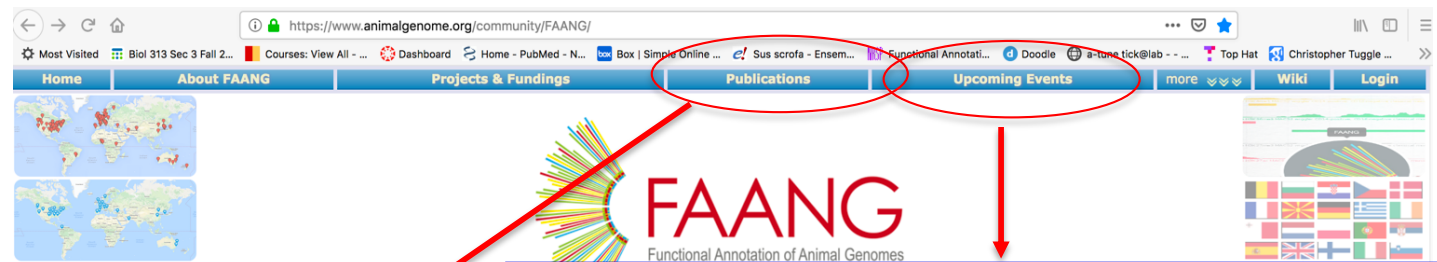 https://www.animalgenome.org/community/FAANG/
Most Visited Biol 313 Sec 3 Fall 2... Courses: View All - ... Dashboard Home - PubMed - N... box Box | Simple Online ... e! Sus scrofa - Ensem... Functional Annotati... d Doodle a-tune tick@lab - - ... Top Hat Christopher Tuggle ...
Home About FAANG Projects & Fundings Publications Upcoming Events more Wiki Login
FAANG
FAANG
Functional Annotation of Animal Genomes